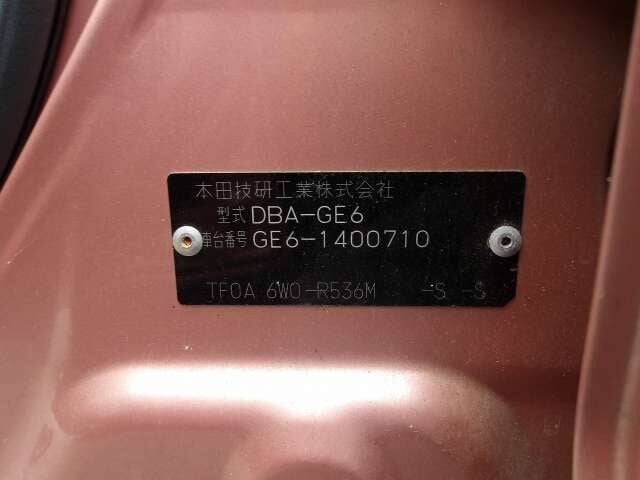 本田技研工業株式会社
型式 DBA-GE6
車台番号 GE6-1400710
TF0A 6W0-R536M -S -S